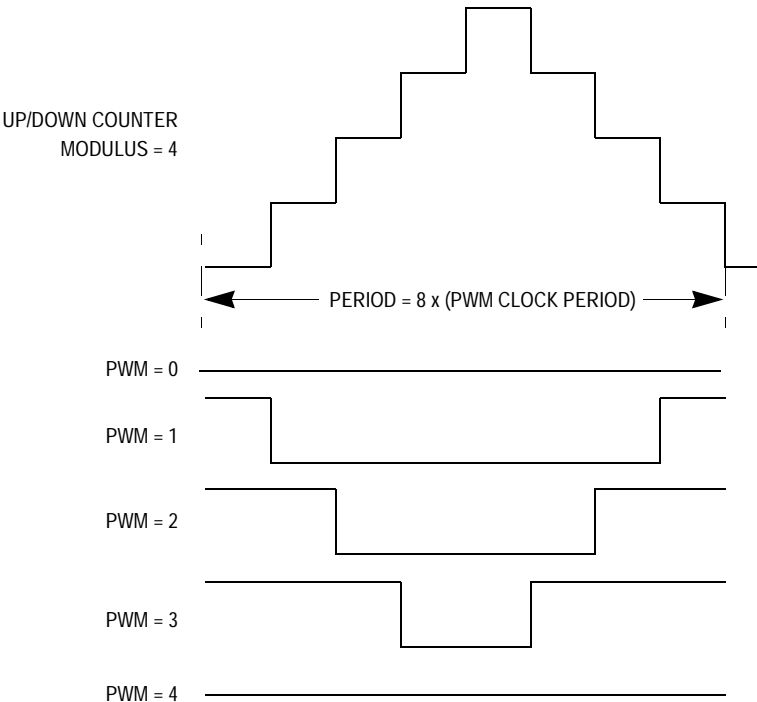 UP/DOWN COUNTER
MODULUS = 4
PERIOD = 8 x (PWM CLOCK PERIOD)
PWM = 0
PWM = 1
PWM = 2
PWM = 3
PWM = 4